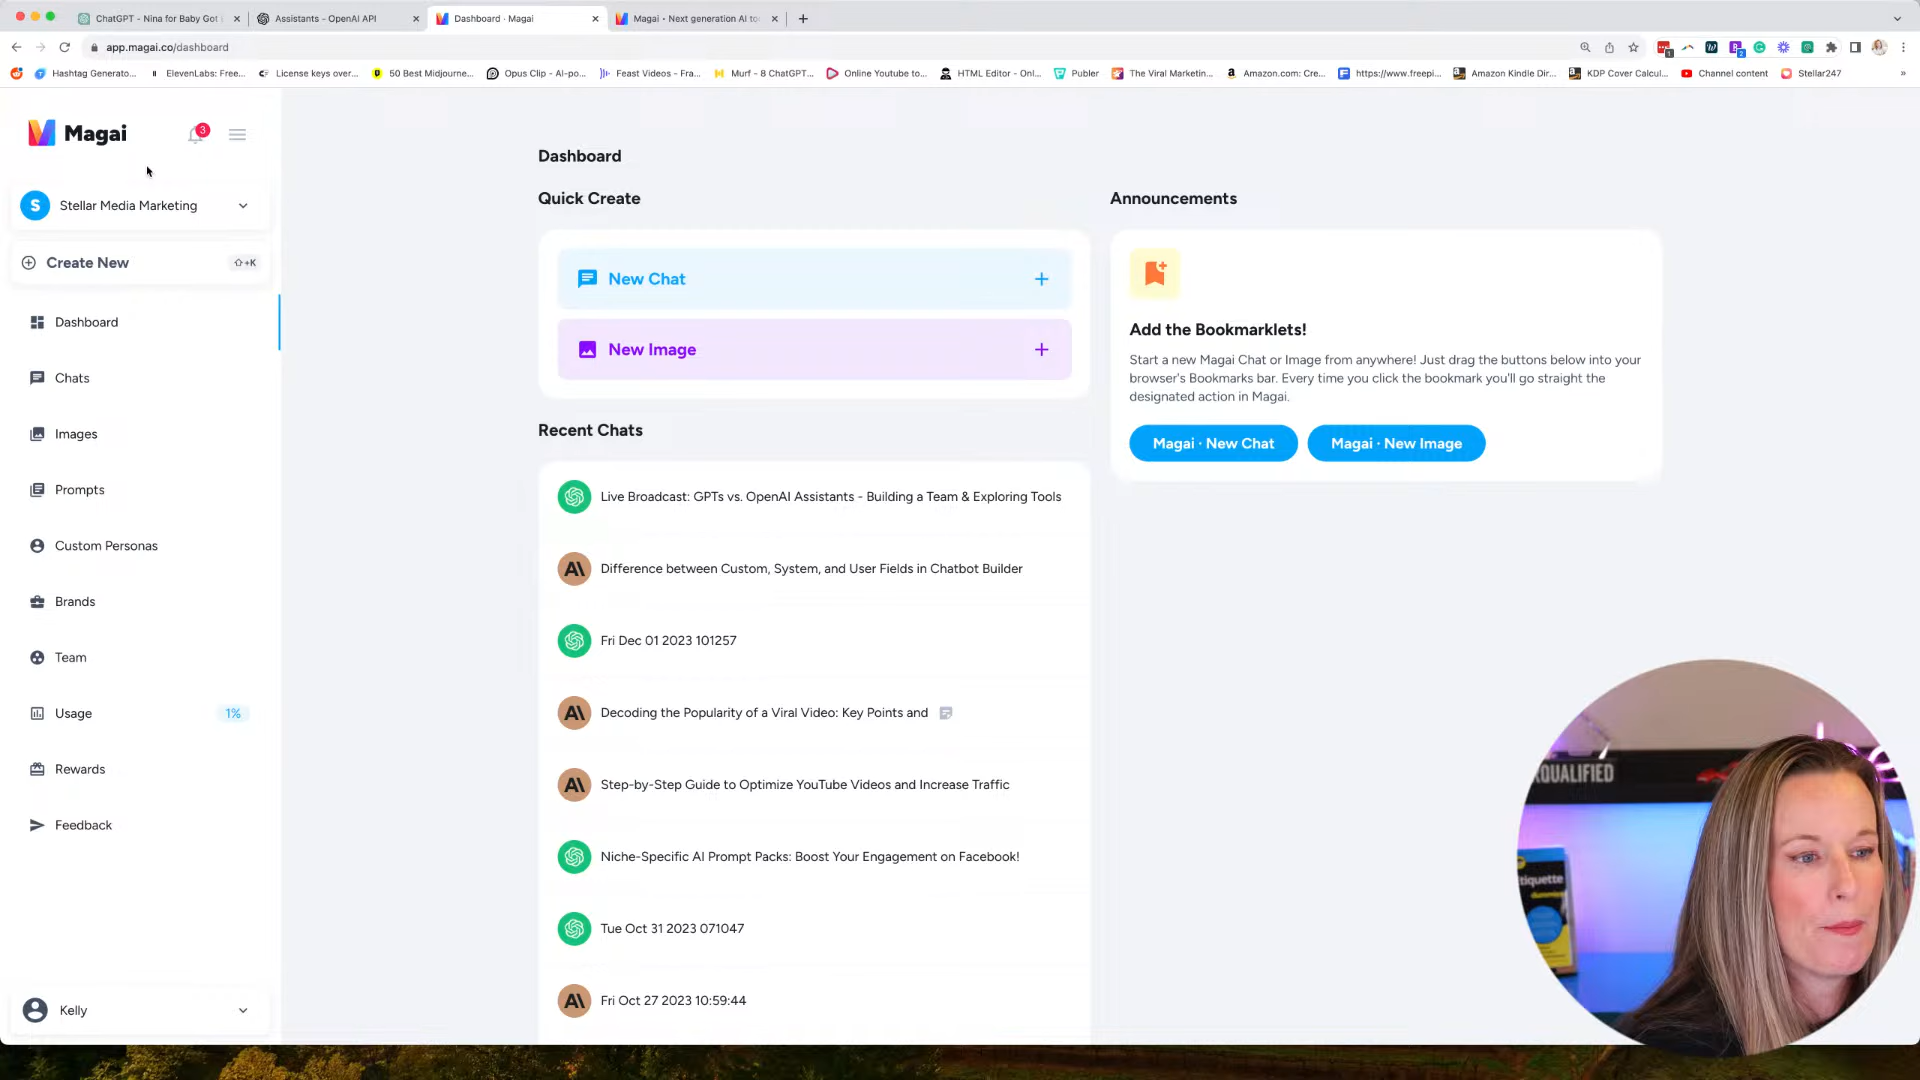 ChatGPT - Nina for Baby Got
Assistants - OpenAI API
Dashboard · Magai
Magai • Next generation AI to
app.magai.co/dashboard
Hashtag Generato...
ElevenLabs: Free...
License keys over...
50 Best Midjourne...
Opus Clip - AI-po...
Feast Videos - Fra...
Murf - 8 ChatGPT...
Online Youtube to...
HTML Editor - Onl...
Publer
The Viral Marketin...
Amazon.com: Cre...
https://www.freepi...
Amazon Kindle Dir...
KDP Cover Calcul...
Channel content
Stellar247
»
Magai
3
S
Stellar Media Marketing
Create New
⇧+K
Dashboard
Chats
Images
Prompts
Custom Personas
Brands
Team
Usage
1%
Rewards
Feedback
Kelly
Dashboard
Quick Create
New Chat
New Image
Recent Chats
Live Broadcast: GPTs vs. OpenAI Assistants - Building a Team & Exploring Tools
Difference between Custom, System, and User Fields in Chatbot Builder
Fri Dec 01 2023 101257
Decoding the Popularity of a Viral Video: Key Points and
Step-by-Step Guide to Optimize YouTube Videos and Increase Traffic
Niche-Specific AI Prompt Packs: Boost Your Engagement on Facebook!
Tue Oct 31 2023 071047
Fri Oct 27 2023 10:59:44
Announcements
Add the Bookmarklets!
Start a new Magai Chat or Image from anywhere! Just drag the buttons below into your
browser's Bookmarks bar. Every time you click the bookmark you'll go straight the
designated action in Magai.
Magai · New Chat
Magai · New Image
QUALIFIED
tiquette
dummies